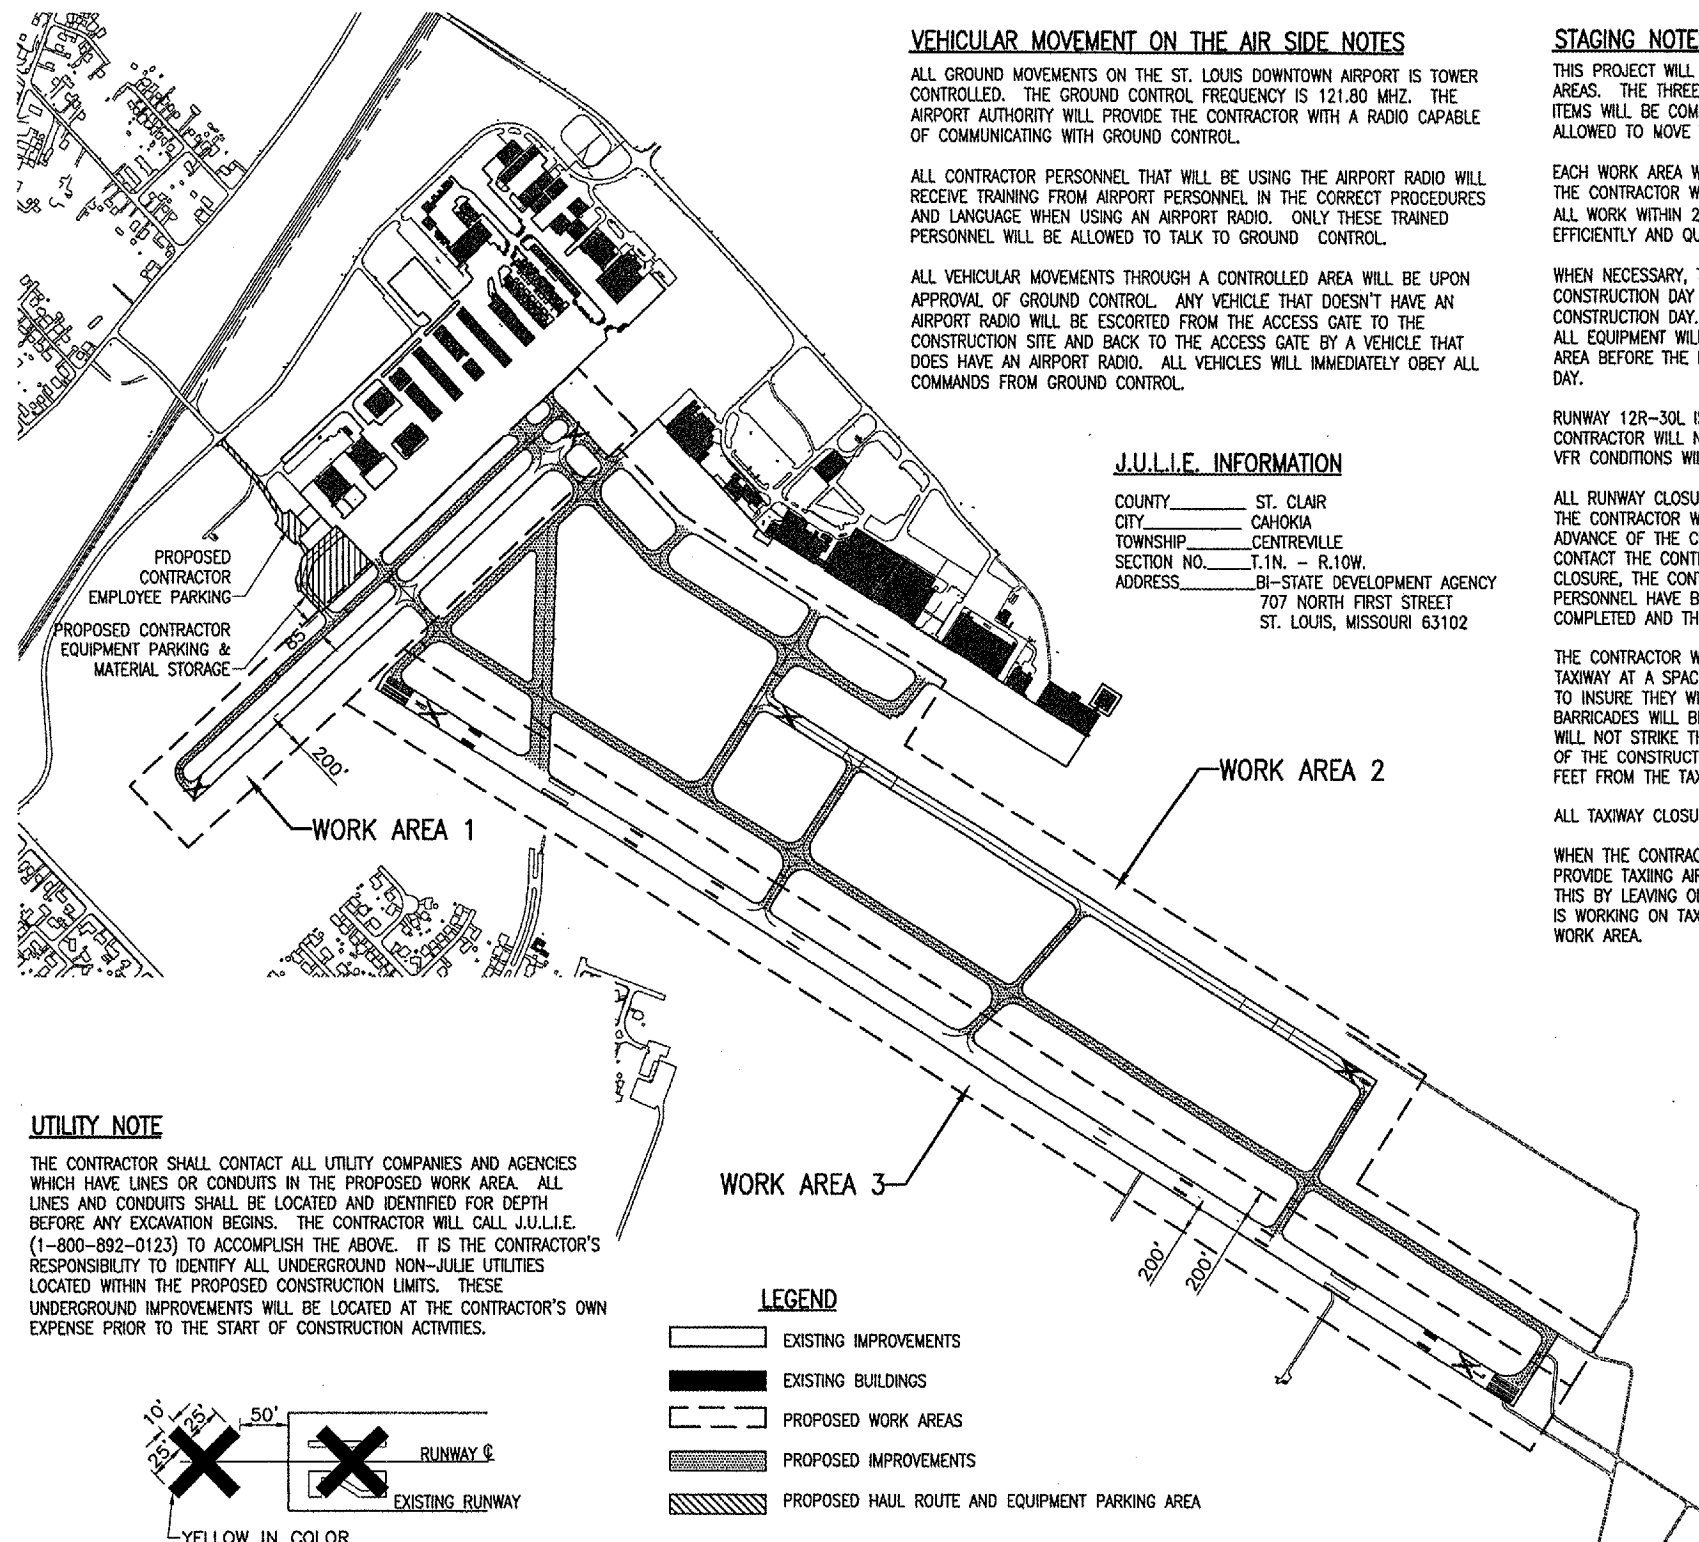 VEHICULAR MOVEMENT ON THE AIR SIDE NOTES
ALL GROUND MOVEMENTS ON THE ST. LOUIS DOWNTOWN AIRPORT IS TOWER
CONTROLLED. THE GROUND CONTROL FREQUENCY IS 121.80 MHZ. THE
AIRPORT AUTHORITY WILL PROVIDE THE CONTRACTOR WITH A RADIO CAPABLE
OF COMMUNICATING WITH GROUND CONTROL.
ALL CONTRACTOR PERSONNEL THAT WILL BE USING THE AIRPORT RADIO WILL
RECEIVE TRAINING FROM AIRPORT PERSONNEL IN THE CORRECT PROCEDURES
AND LANGUAGE WHEN USING AN AIRPORT RADIO. ONLY THESE TRAINED
PERSONNEL WILL BE ALLOWED TO TALK TO GROUND CONTROL.
ALL VEHICULAR MOVEMENTS THROUGH A CONTROLLED AREA WILL BE UPON
APPROVAL OF GROUND CONTROL. ANY VEHICLE THAT DOESN'T HAVE AN
AIRPORT RADIO WILL BE ESCORTED FROM THE ACCESS GATE TO THE
CONSTRUCTION SITE AND BACK TO THE ACCESS GATE BY A VEHICLE THAT
DOES HAVE AN AIRPORT RADIO. ALL VEHICLES WILL IMMEDIATELY OBEY ALL
COMMANDS FROM GROUND CONTROL.
STAGING NOTE
THIS PROJECT WILL
AREAS. THE THREE
ITEMS WILL BE COM
ALLOWED TO MOVE
EACH WORK AREA W
THE CONTRACTOR W
ALL WORK WITHIN 2
EFFICIENTLY AND QU
WHEN NECESSARY, T
CONSTRUCTION DAY
CONSTRUCTION DAY.
ALL EQUIPMENT WIL
AREA BEFORE THE
DAY.
RUNWAY 12R-30L IS
CONTRACTOR WILL N
VFR CONDITIONS WIL
ALL RUNWAY CLOSU
THE CONTRACTOR W
ADVANCE OF THE C
CONTACT THE CONT
CLOSURE, THE CONT
PERSONNEL HAVE B
COMPLETED AND TH
THE CONTRACTOR W
TAXIWAY AT A SPAC
TO INSURE THEY WI
BARRICADES WILL B
WILL NOT STRIKE TH
OF THE CONSTRUCT
FEET FROM THE TAX
ALL TAXIWAY CLOSU
WHEN THE CONTRAC
PROVIDE TAXIING AIR
THIS BY LEAVING O
IS WORKING ON TAX
WORK AREA.
J.U.L.I.E. INFORMATION
COUNTY ST. CLAIR
CITY CAHOKIA
TOWNSHIP CENTREVILLE
SECTION NO. T.1N. - R.10W.
ADDRESS BI-STATE DEVELOPMENT AGENCY
707 NORTH FIRST STREET
ST. LOUIS, MISSOURI 63102
PROPOSED
CONTRACTOR
EMPLOYEE PARKING
PROPOSED CONTRACTOR
EQUIPMENT PARKING &
MATERIAL STORAGE
200'
WORK AREA 1
WORK AREA 2
WORK AREA 3
200'
200'
UTILITY NOTE
THE CONTRACTOR SHALL CONTACT ALL UTILITY COMPANIES AND AGENCIES
WHICH HAVE LINES OR CONDUITS IN THE PROPOSED WORK AREA. ALL
LINES AND CONDUITS SHALL BE LOCATED AND IDENTIFIED FOR DEPTH
BEFORE ANY EXCAVATION BEGINS. THE CONTRACTOR WILL CALL J.U.L.I.E.
(1-800-892-0123) TO ACCOMPLISH THE ABOVE. IT IS THE CONTRACTOR'S
RESPONSIBILITY TO IDENTIFY ALL UNDERGROUND NON-JULIE UTILITIES
LOCATED WITHIN THE PROPOSED CONSTRUCTION LIMITS. THESE
UNDERGROUND IMPROVEMENTS WILL BE LOCATED AT THE CONTRACTOR'S OWN
EXPENSE PRIOR TO THE START OF CONSTRUCTION ACTIVITIES.
LEGEND
EXISTING IMPROVEMENTS
EXISTING BUILDINGS
PROPOSED WORK AREAS
PROPOSED IMPROVEMENTS
PROPOSED HAUL ROUTE AND EQUIPMENT PARKING AREA
10'
25'
25'
50'
RUNWAY ℄
EXISTING RUNWAY
YELLOW IN COLOR